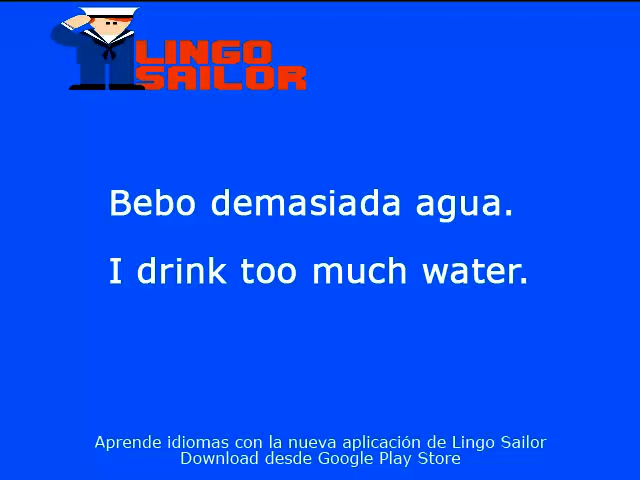 LINGO
SAILOR
Bebo demasiada agua.
I drink too much water.
Aprende idiomas con la nueva aplicación de Lingo Sailor
Download desde Google Play Store